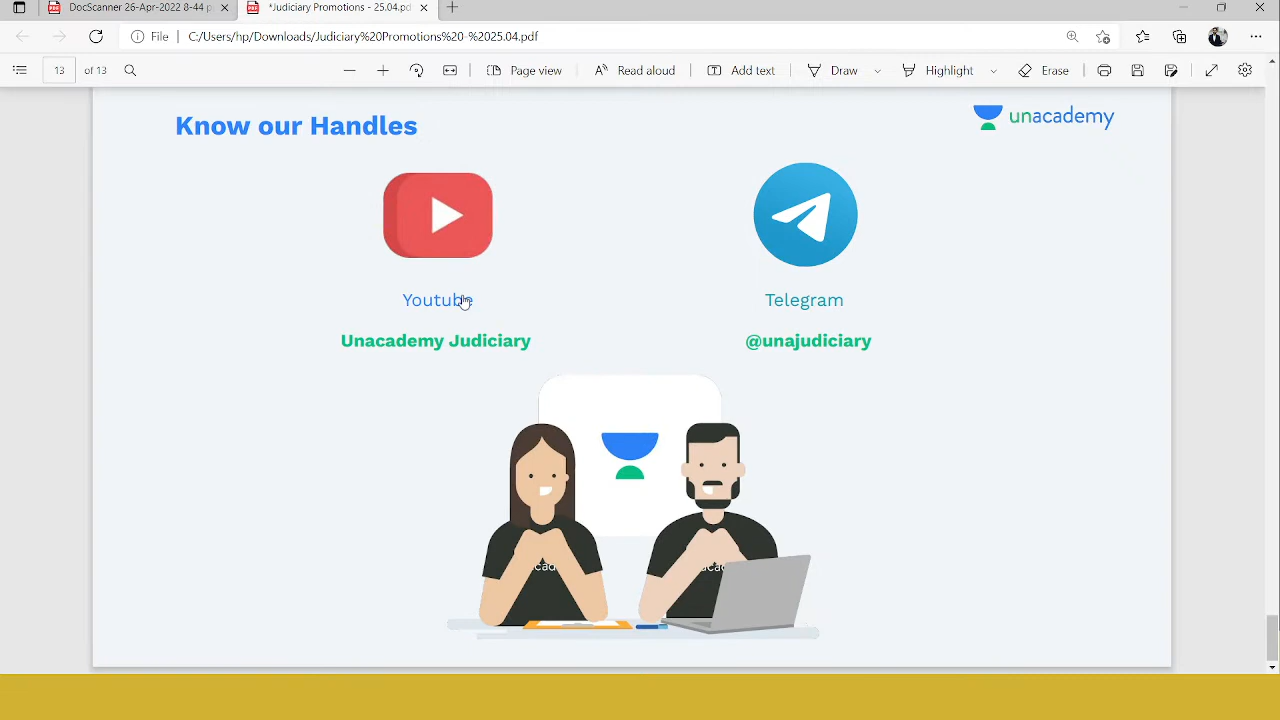 DocScanner 26-Apr-2022 8-44 p
*Judiciary Promotions - 25.04.pd
File
C:/Users/hp/Downloads/Judiciary%20Promotions%20-%2025.04.pdf
13 of 13
Page view
Read aloud
Add text
Draw
Highlight
Erase
Know our Handles
unacademy
Youtube
Telegram
Unacademy Judiciary
@unajudiciary